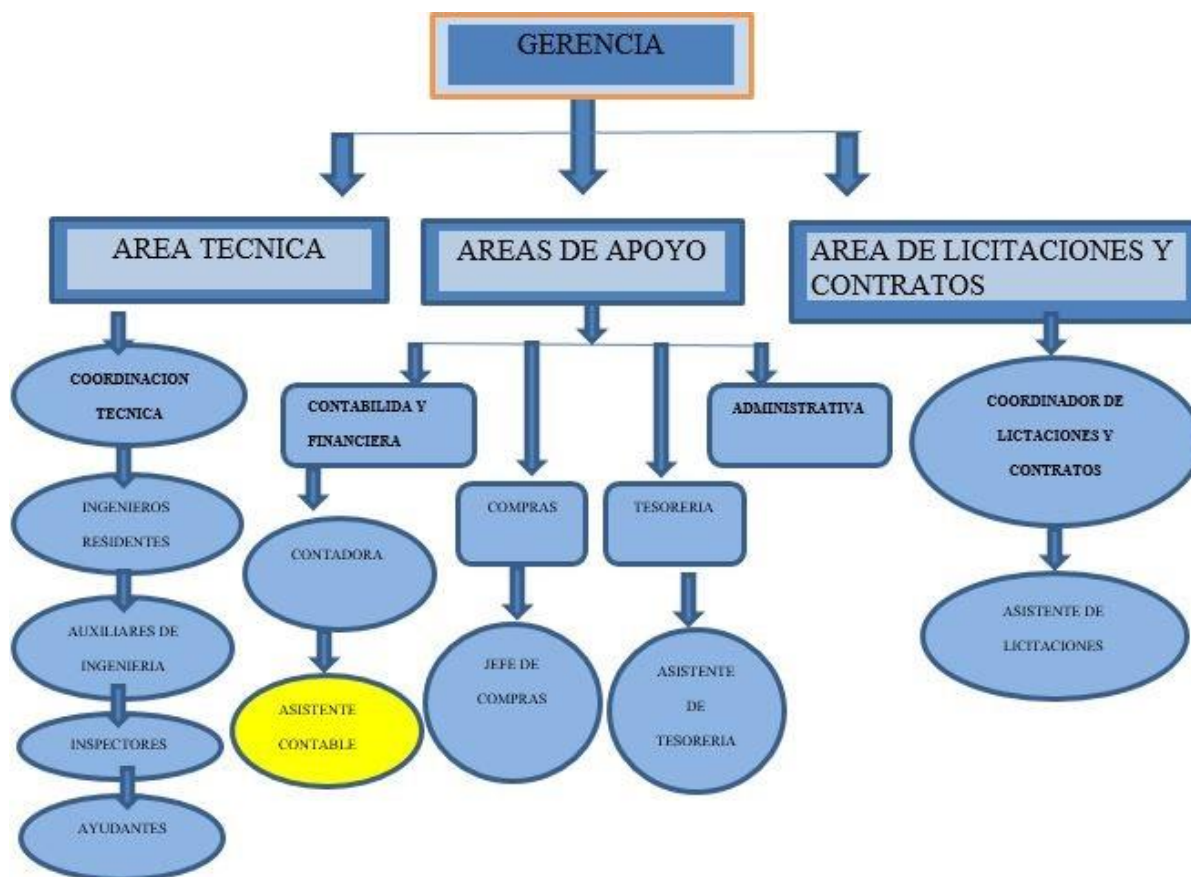 GERENCIA
AREA TECNICA
AREAS DE APOYO
AREA DE LICITACIONES Y
CONTRATOS
COORDINACION
TECNICA
INGENIEROS
RESIDENTES
AUXILIARES DE
INGENIERIA
INSPECTORES
AYUDANTES
CONTABILIDA Y
FINANCIERA
CONTADORA
ASISTENTE
CONTABLE
COMPRAS
JEFE DE
COMPRAS
TESORERIA
ASISTENTE
DE
TESORERIA
ADMINISTRATIVA
COORDINADOR DE
LICTACIONES Y
CONTRATOS
ASISTENTE DE
LICITACIONES